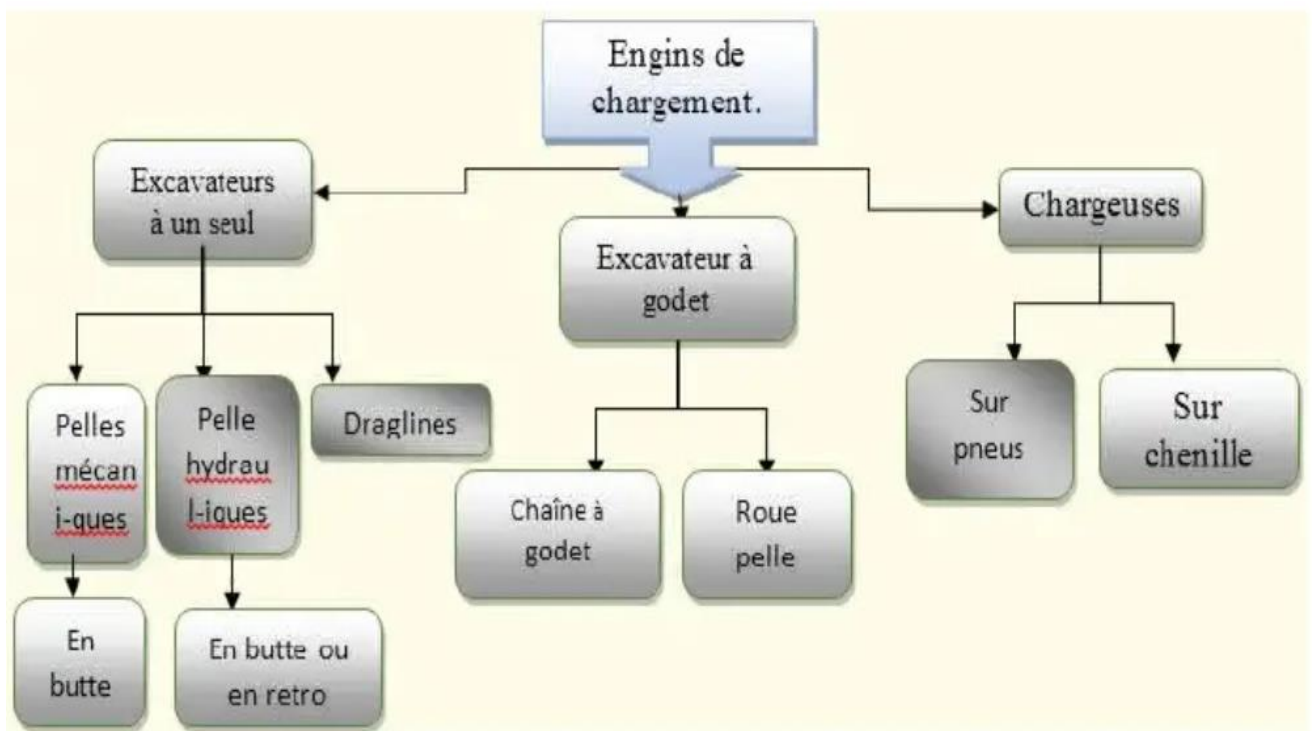 Engins de
chargement.
Excavateurs
à un seul
Excavateur à
godet
Chargeuses
Pelles
mécan
i-ques
Pelle
hydrau
l-iques
Draglines
Chaîne à
godet
Roue
pelle
Sur
pneus
Sur
chenille
En
butte
En butte ou
en retro